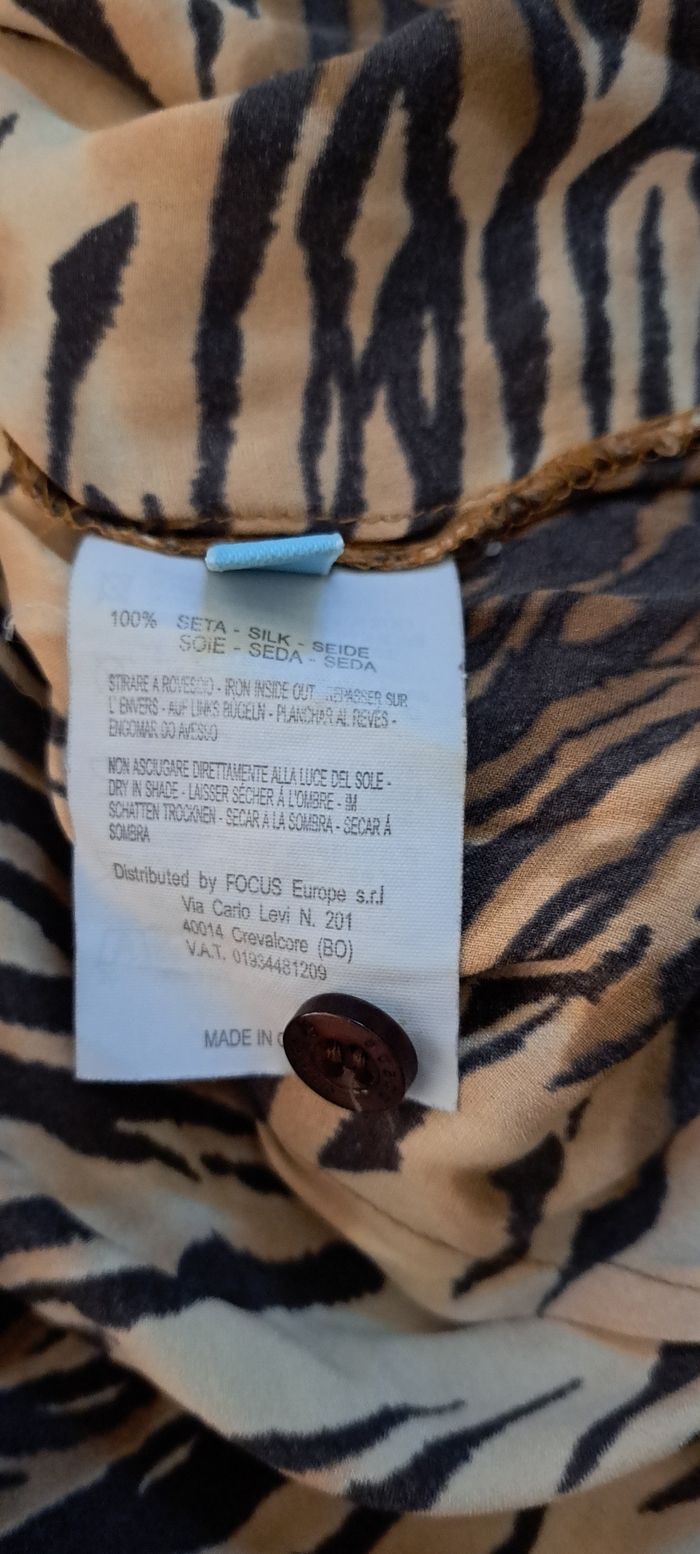 100% SETA - SILK - SEIDE
SOIE - SEDA - SEDA
STIRARE A ROVESCIO - IRON INSIDE OUT - REPASSER SUR
L'ENVERS - AUF LINKS BÜGELN - PLANCHAR AL REVÉS -
ENGOMAR DO AVESSO
NON ASCIUGARE DIRETTAMENTE ALLA LUCE DEL SOLE -
DRY IN SHADE - LAISSER SÉCHER Á L'OMBRE - IM
SCHATTEN TROCKNEN - SECAR A LA SOMBRA - SECAR Á
SOMBRA
Distributed by FOCUS Europe s.r.l
Via Carlo Levi N. 201
40014 Crevalcore (BO)
V.A.T. 01934481209
MADE IN